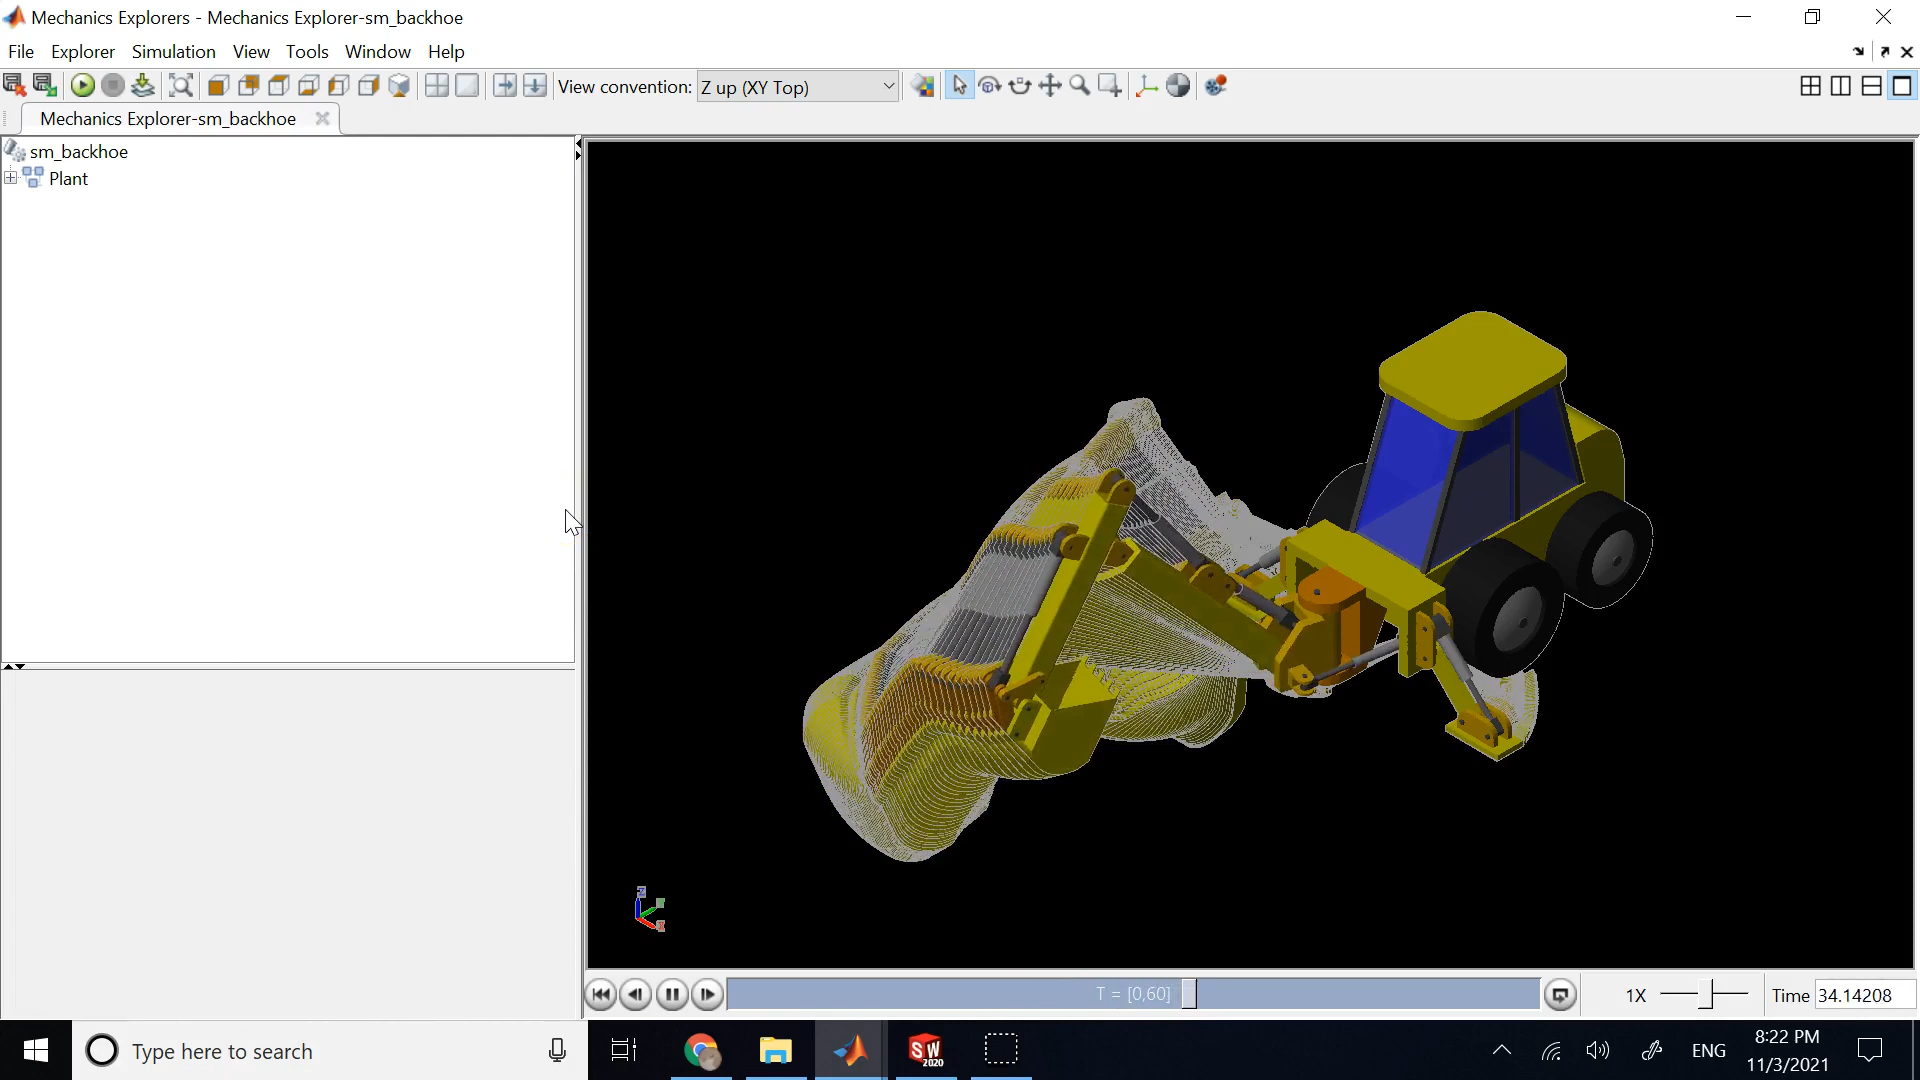 Mechanics Explorers - Mechanics Explorer-sm_backhoe
File Explorer Simulation View Tools Window Help
View convention: Z up (XY Top)
Mechanics Explorer-sm_backhoe
sm_backhoe
Plant
T = [0,60]
1X
Time 34.14208
Type here to search
SW
2020
ENG
8:22 PM
11/3/2021